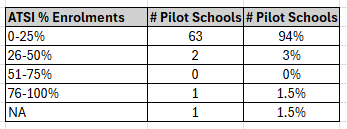 ATSI % Enrolments # Pilot Schools # Pilot Schools
0-25% 63 94%
26-50% 2 3%
51-75% 0 0%
76-100% 1 1.5%
NA 1 1.5%